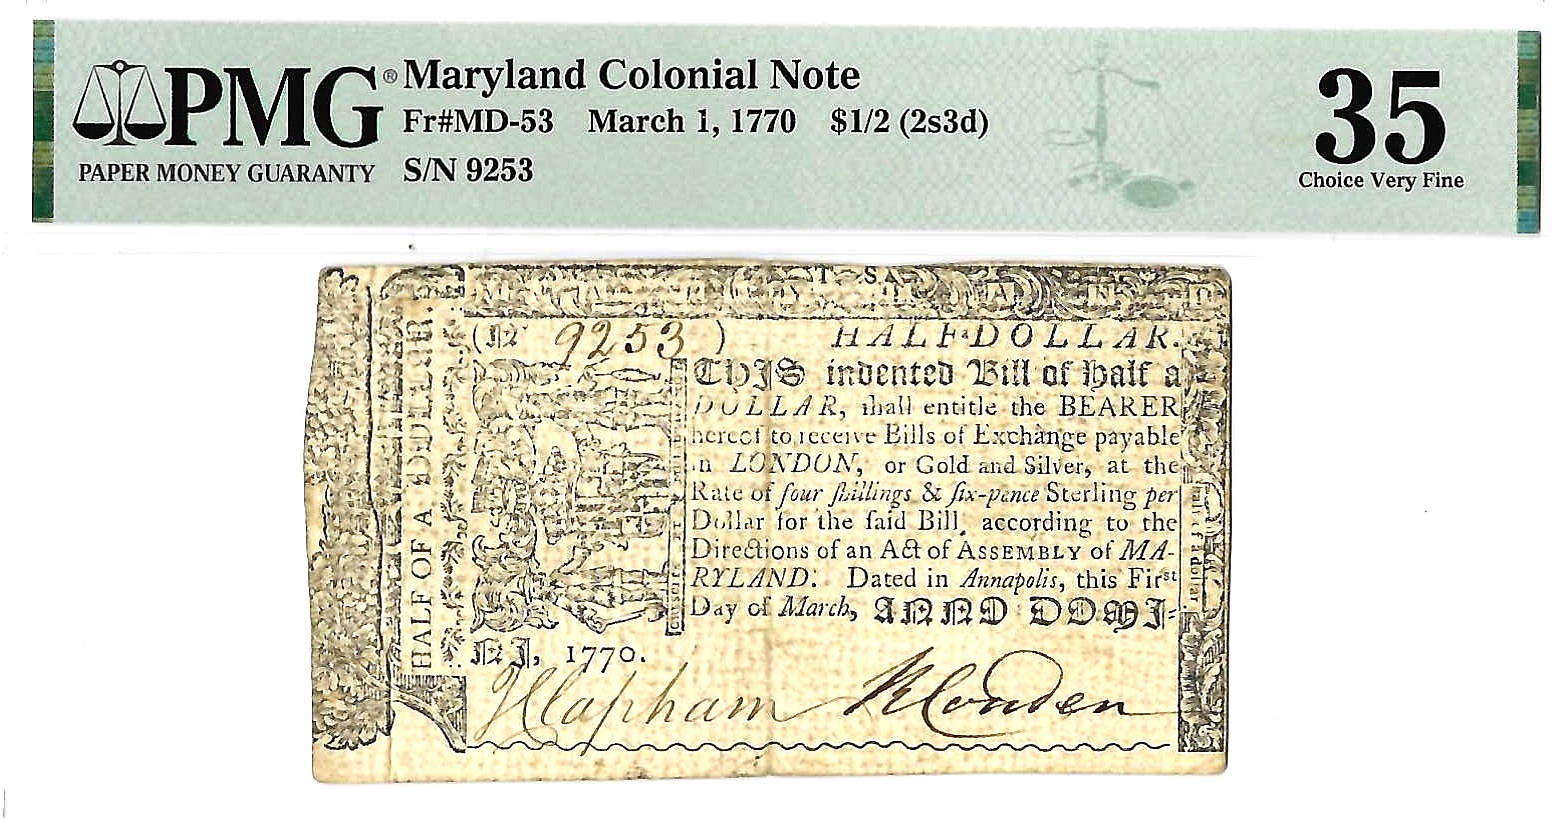 PMG®
PAPER MONEY GUARANTY
Maryland Colonial Note
Fr#MD-53 March 1, 1770 $1/2 (2s3d)
S/N 9253
35
Choice Very Fine
HALF OF A DOLLAR.
(N 9253) HALF-DOLLAR.
THIS indented Bill of Half a
DOLLAR, ſhall entitle the BEARER
hereof to receive Bills of Exchange payable
in LONDON, or Gold and Silver, at the
Rate of four ſhillings & ſix-pence Sterling per
Dollar for the ſaid Bill, according to the
Directions of an Act of ASSEMBLY of MA-
RYLAND. Dated in Annapolis, this Firſt
Day of March, ANNO DOMI-
NI, 1770.
JClapham RCouden